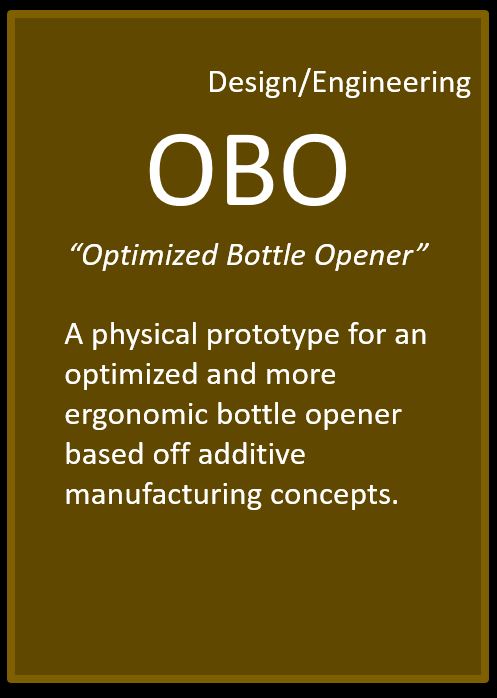 Design/Engineering
OBO
“Optimized Bottle Opener”
A physical prototype for an
optimized and more
ergonomic bottle opener
based off additive
manufacturing concepts.